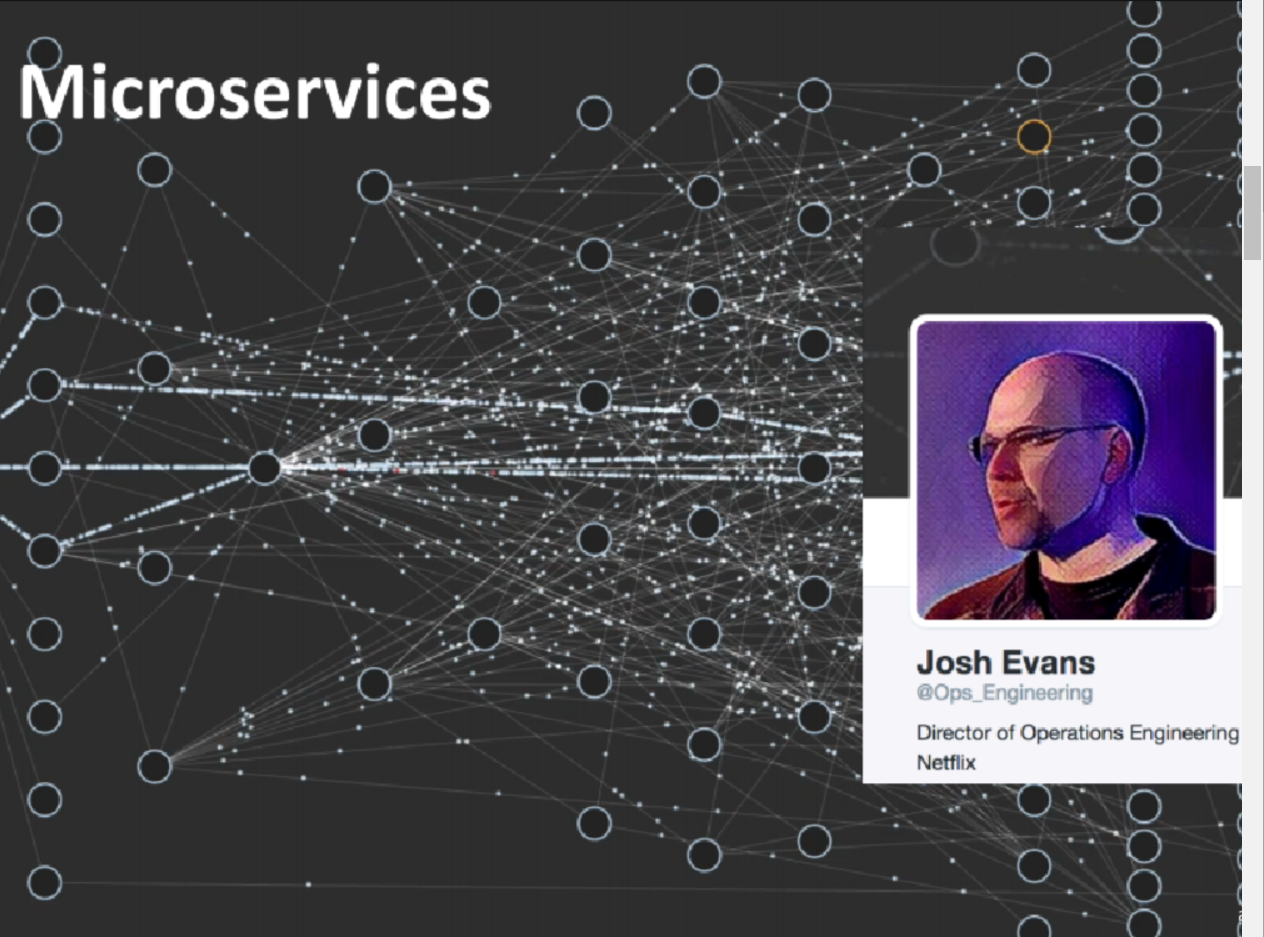 Microservices
Josh Evans
@Ops_Engineering
Director of Operations Engineering
Netflix